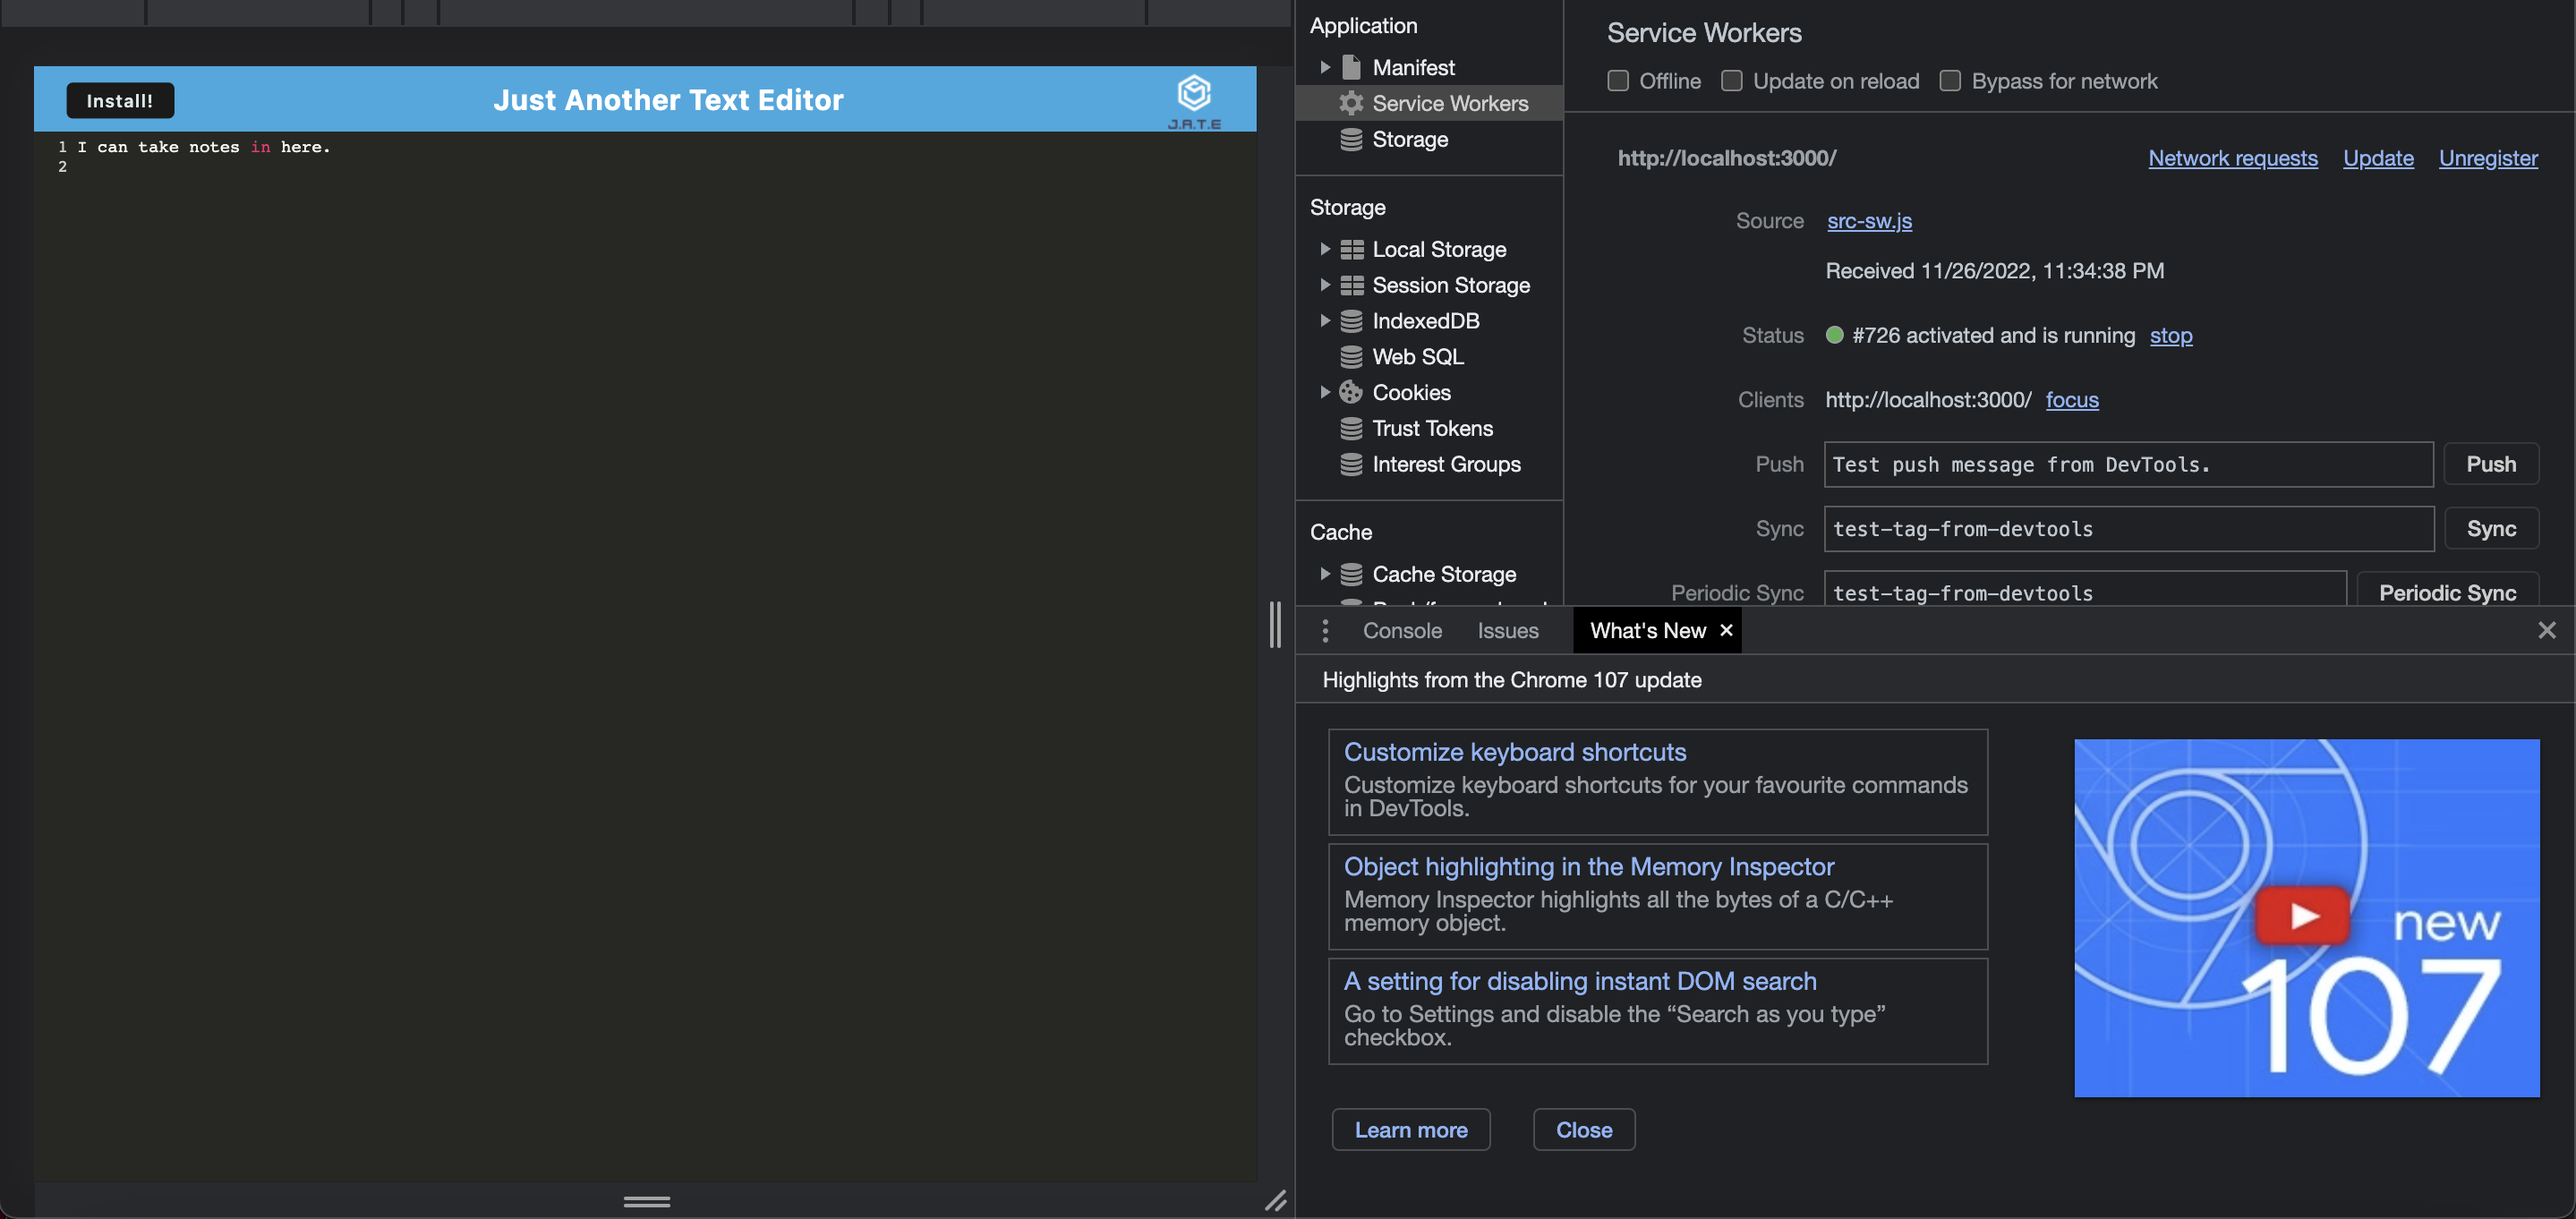 Install!
Just Another Text Editor
J.A.T.E
1 I can take notes in here.
2
Application
Manifest
Service Workers
Storage
Storage
Local Storage
Session Storage
IndexedDB
Web SQL
Cookies
Trust Tokens
Interest Groups
Cache
Cache Storage
Service Workers
Offline Update on reload Bypass for network
http://localhost:3000/ Network requests Update Unregister
Source src-sw.js
Received 11/26/2022, 11:34:38 PM
Status #726 activated and is running stop
Clients http://localhost:3000/ focus
Push Test push message from DevTools. Push
Sync test-tag-from-devtools Sync
Periodic Sync test-tag-from-devtools Periodic Sync
Console Issues What's New
Highlights from the Chrome 107 update
Customize keyboard shortcuts
Customize keyboard shortcuts for your favourite commands
in DevTools.
Object highlighting in the Memory Inspector
Memory Inspector highlights all the bytes of a C/C++
memory object.
A setting for disabling instant DOM search
Go to Settings and disable the “Search as you type”
checkbox.
new
107
Learn more Close